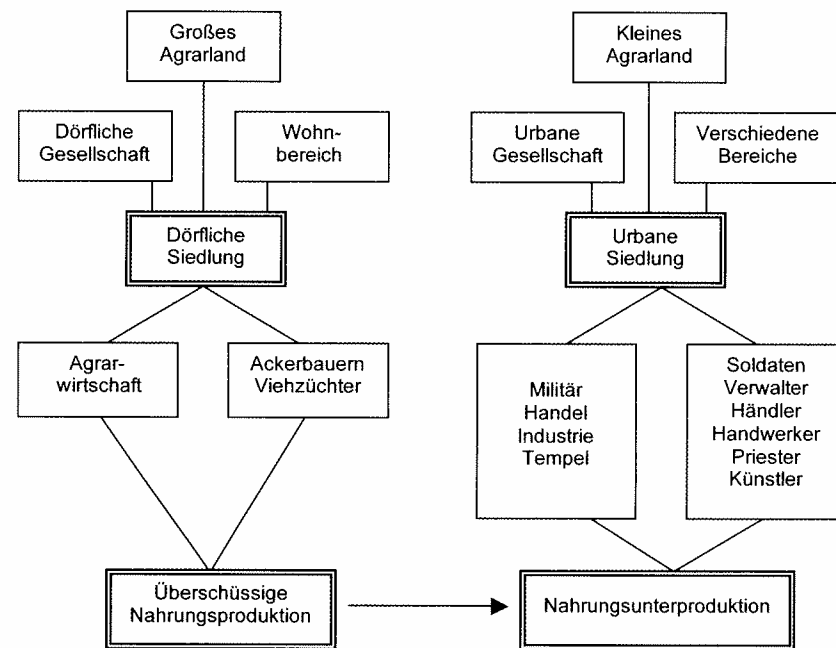 Großes
Agrarland
Dörfliche
Gesellschaft
Wohn-
bereich
Dörfliche
Siedlung
Agrar-
wirtschaft
Ackerbauern
Viehzüchter
Überschüssige
Nahrungsproduktion
Kleines
Agrarland
Urbane
Gesellschaft
Verschiedene
Bereiche
Urbane
Siedlung
Militär
Handel
Industrie
Tempel
Soldaten
Verwalter
Händler
Handwerker
Priester
Künstler
Nahrungsunterproduktion